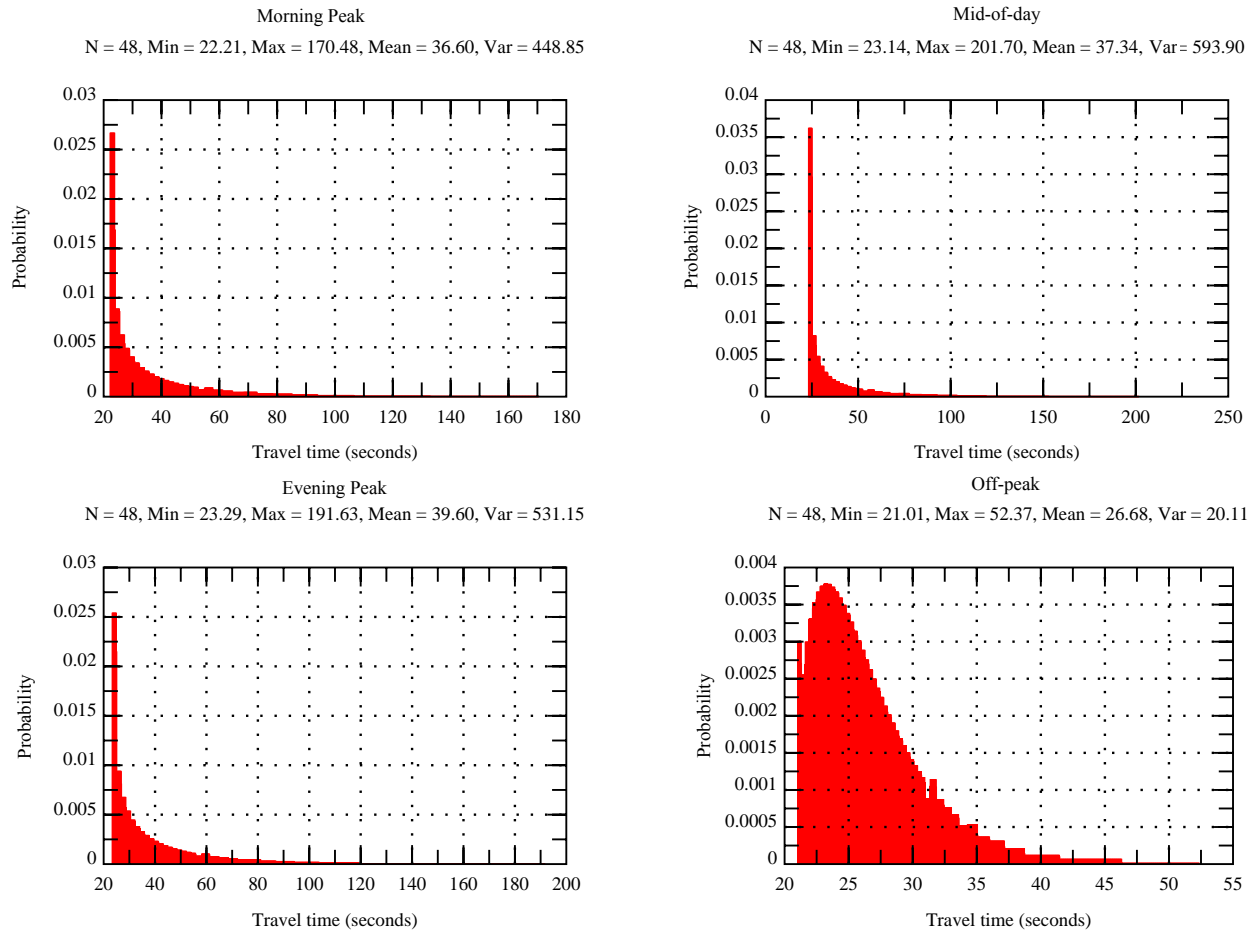 Morning Peak
N = 48, Min = 22.21, Max = 170.48, Mean = 36.60, Var = 448.85
0.03
0.025
0.02
0.015
0.01
0.005
0
Probability
20 40 60 80 100 120 140 160 180
Travel time (seconds)
Mid-of-day
N = 48, Min = 23.14, Max = 201.70, Mean = 37.34, Var = 593.90
0.04
0.035
0.03
0.025
0.02
0.015
0.01
0.005
0
Probability
0 50 100 150 200 250
Travel time (seconds)
Evening Peak
N = 48, Min = 23.29, Max = 191.63, Mean = 39.60, Var = 531.15
0.03
0.025
0.02
0.015
0.01
0.005
0
Probability
20 40 60 80 100 120 140 160 180 200
Travel time (seconds)
Off-peak
N = 48, Min = 21.01, Max = 52.37, Mean = 26.68, Var = 20.11
0.004
0.0035
0.003
0.0025
0.002
0.0015
0.001
0.0005
0
Probability
20 25 30 35 40 45 50 55
Travel time (seconds)